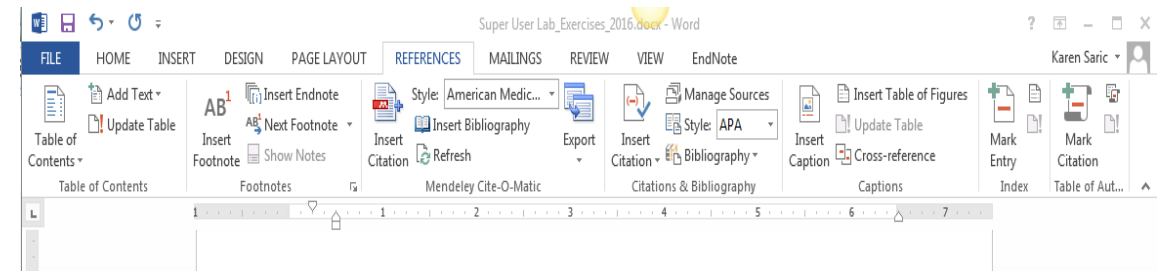 Super User Lab_Exercises_2016.docx - Word
?
FILE HOME INSERT DESIGN PAGE LAYOUT REFERENCES MAILINGS REVIEW VIEW EndNote Karen Saric
Table of Contents
Add Text
Update Table
Table of Contents
AB1 Insert Footnote
Insert Endnote
AB1 Next Footnote
Show Notes
Footnotes
Insert Citation
Style: American Medic...
Insert Bibliography
Refresh
Export
Mendeley Cite-O-Matic
Insert Citation
Manage Sources
Style: APA
Bibliography
Citations & Bibliography
Insert Caption
Insert Table of Figures
Update Table
Cross-reference
Captions
Mark Entry
Index
Mark Citation
Table of Aut...
L
1 1 2 3 4 5 6 7